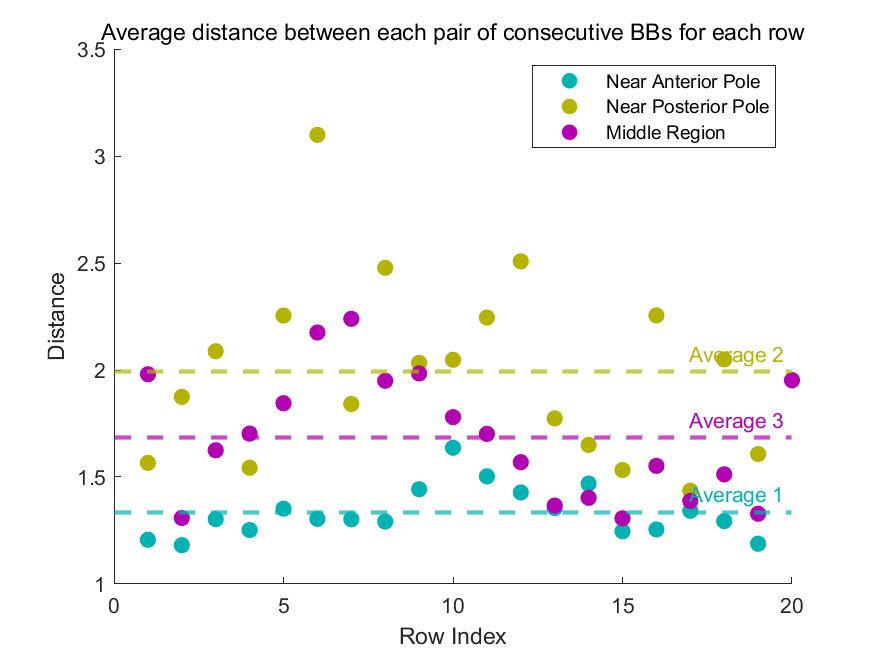 Average distance between each pair of consecutive BBs for each row
3.5
3
2.5
2
1.5
1
Distance
Near Anterior Pole
Near Posterior Pole
Middle Region
Average 2
Average 3
Average 1
0
5
10
15
20
Row Index